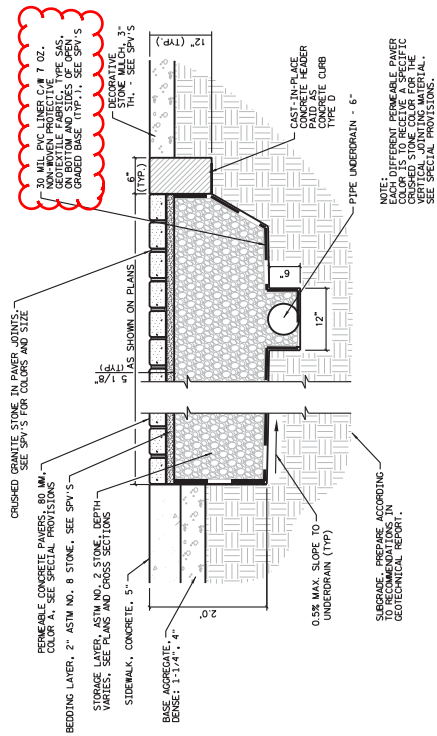 CRUSHED GRANITE STONE IN PAVER JOINTS.
SEE SPV'S FOR COLORS AND SIZE
PERMEABLE CONCRETE PAVERS, 80 MM,
COLOR A, SEE SPECIAL PROVISIONS
BEDDING LAYER, 2" ASTM NO. 8 STONE. SEE SPV'S
STORAGE LAYER, ASTM NO. 2 STONE, DEPTH
VARIES. SEE PLANS AND CROSS SECTIONS
SIDEWALK, CONCRETE, 5"
BASE AGGREGATE,
DENSE: 1-1/4", 4"
30 MIL PVC LINER C/W 7 OZ.
NON-WOVEN PROTECTIVE
GEOTEXTILE FABRIC, TYPE SAS,
ON BOTTOM AND SIDES OF OPEN
GRADED BASE (TYP.), SEE SPV'S
DECORATIVE
STONE MULCH, 3"
TH. - SEE SPV'S
12" (TYP.)
6"
(TYP.)
AS SHOWN ON PLANS
5 1/8"
(TYP)
2.0'
6"
12"
CAST-IN-PLACE
CONCRETE HEADER
PAID AS
CONCRETE CURB
TYPE D
PIPE UNDERDRAIN - 6"
0.5% MAX. SLOPE TO
UNDERDRAIN (TYP)
SUBGRADE. PREPARE ACCORDING
TO RECOMMENDATIONS IN
GEOTECHNICAL REPORT.
NOTE:
EACH DIFFERENT PERMEABLE PAVER
COLOR IS TO RECEIVE A SPECIFIC
CRUSHED STONE COLOR FOR THE
VERTICAL JOINTING MATERIAL.
SEE SPECIAL PROVISIONS.